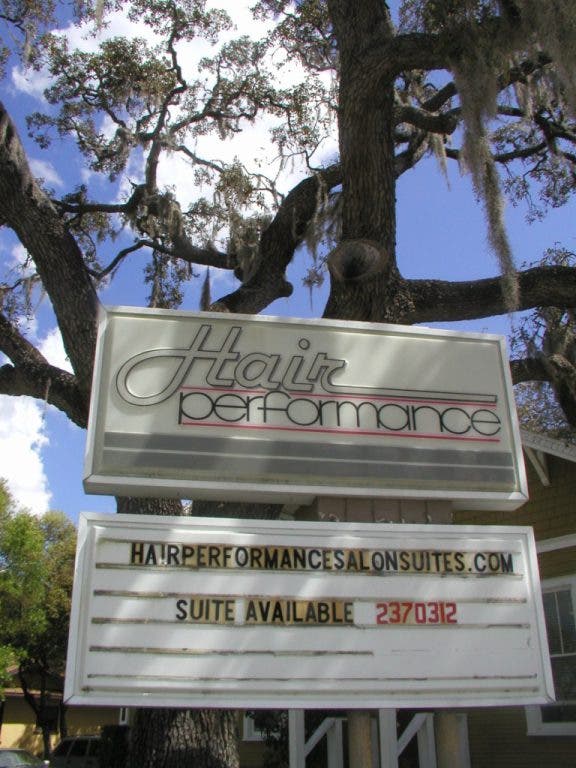 Hair
performance
HAIRPERFORMANCESALONSUITES.COM
SUITE AVAILABLE 2370312